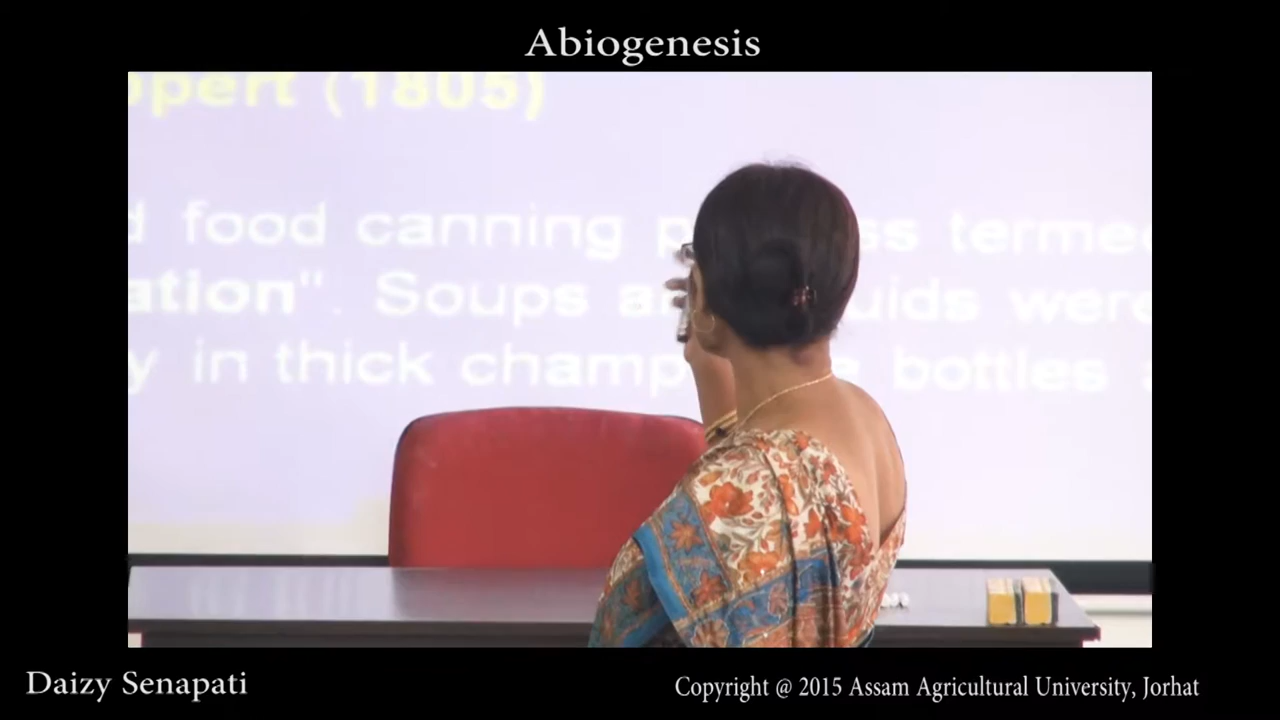 Abiogenesis
ppert (1805)
d food canning p ss termed
ation". Soups a uids were
y in thick champ e bottles a
Daizy Senapati
Copyright @ 2015 Assam Agricultural University, Jorhat